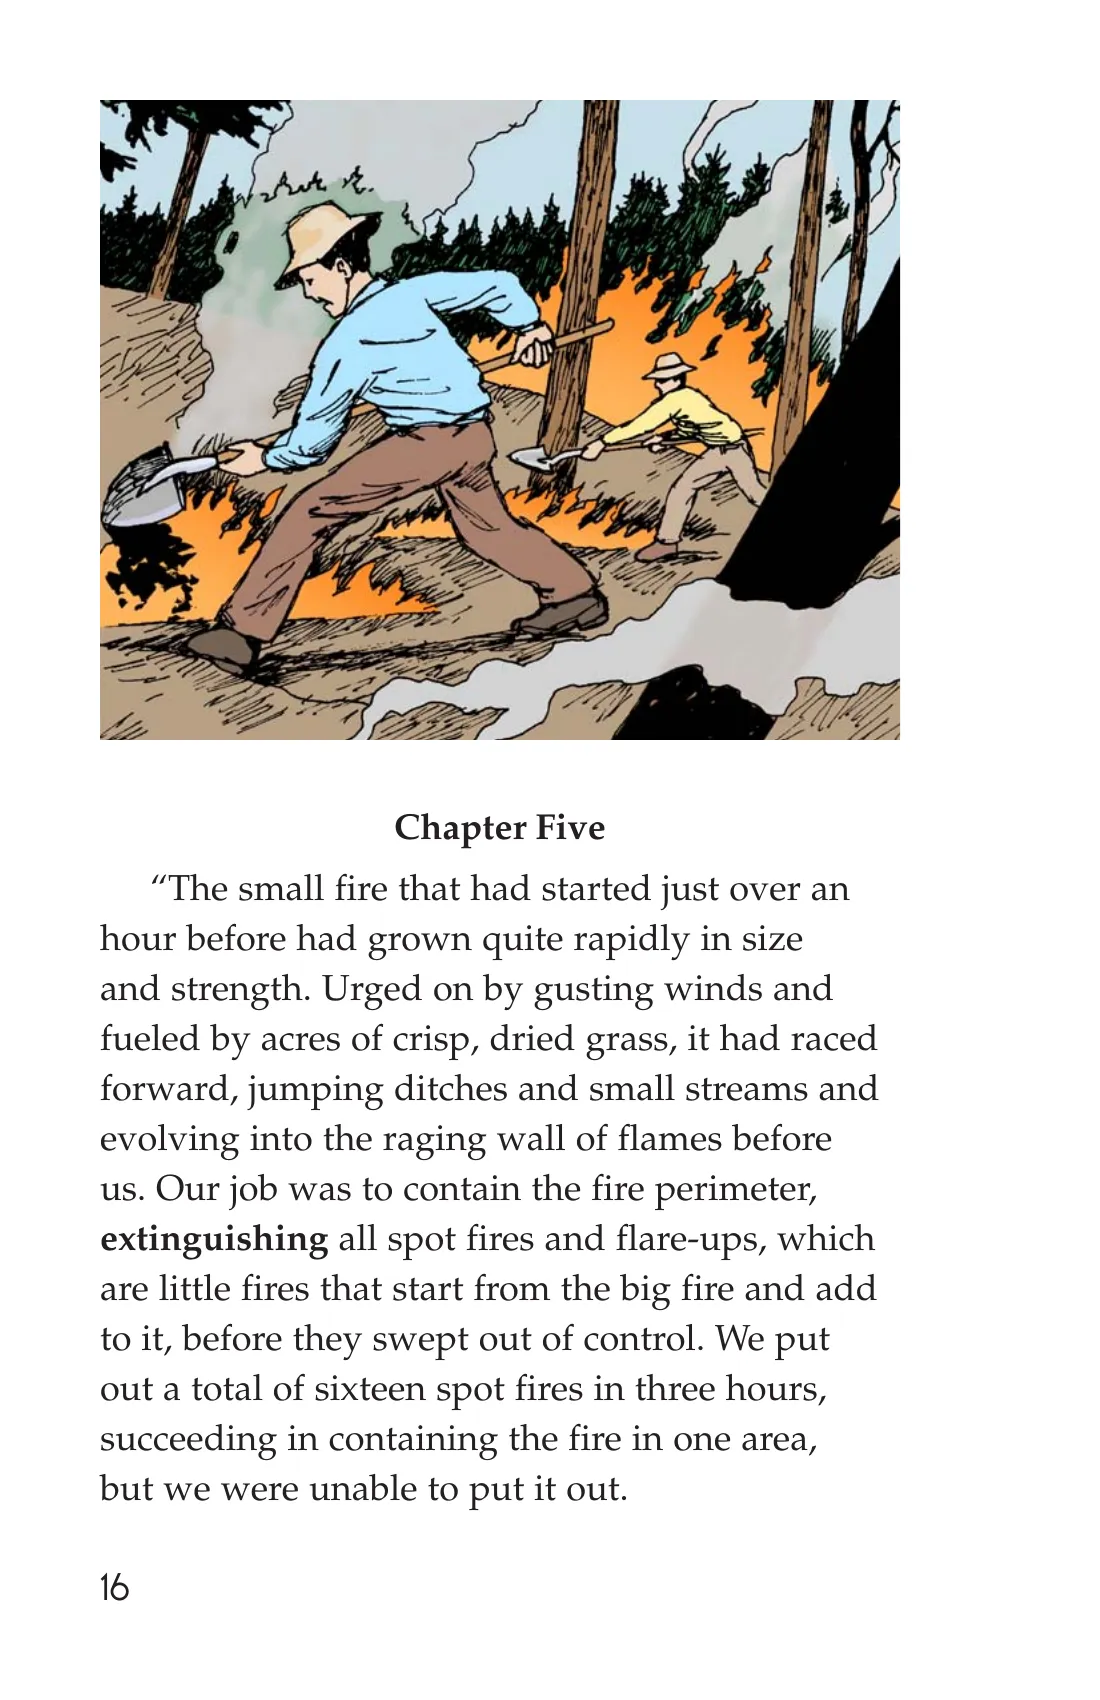 Chapter Five
“The small fire that had started just over an
hour before had grown quite rapidly in size
and strength. Urged on by gusting winds and
fueled by acres of crisp, dried grass, it had raced
forward, jumping ditches and small streams and
evolving into the raging wall of flames before
us. Our job was to contain the fire perimeter,
extinguishing all spot fires and flare-ups, which
are little fires that start from the big fire and add
to it, before they swept out of control. We put
out a total of sixteen spot fires in three hours,
succeeding in containing the fire in one area,
but we were unable to put it out.
16